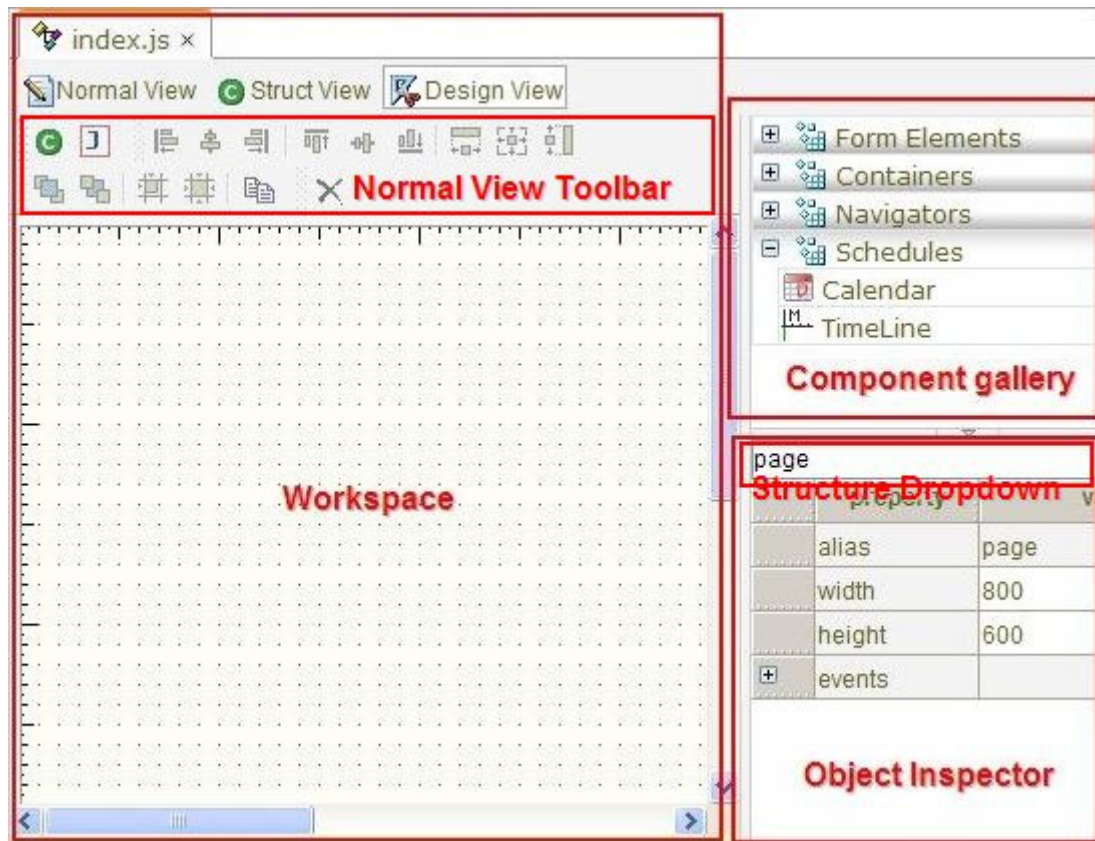 index.js ×
Normal View Struct View Design View
Normal View Toolbar
Form Elements
Containers
Navigators
Schedules
Calendar
TimeLine
Component gallery
Workspace
page
Structure Dropdown
property
alias page
width 800
height 600
events
Object Inspector